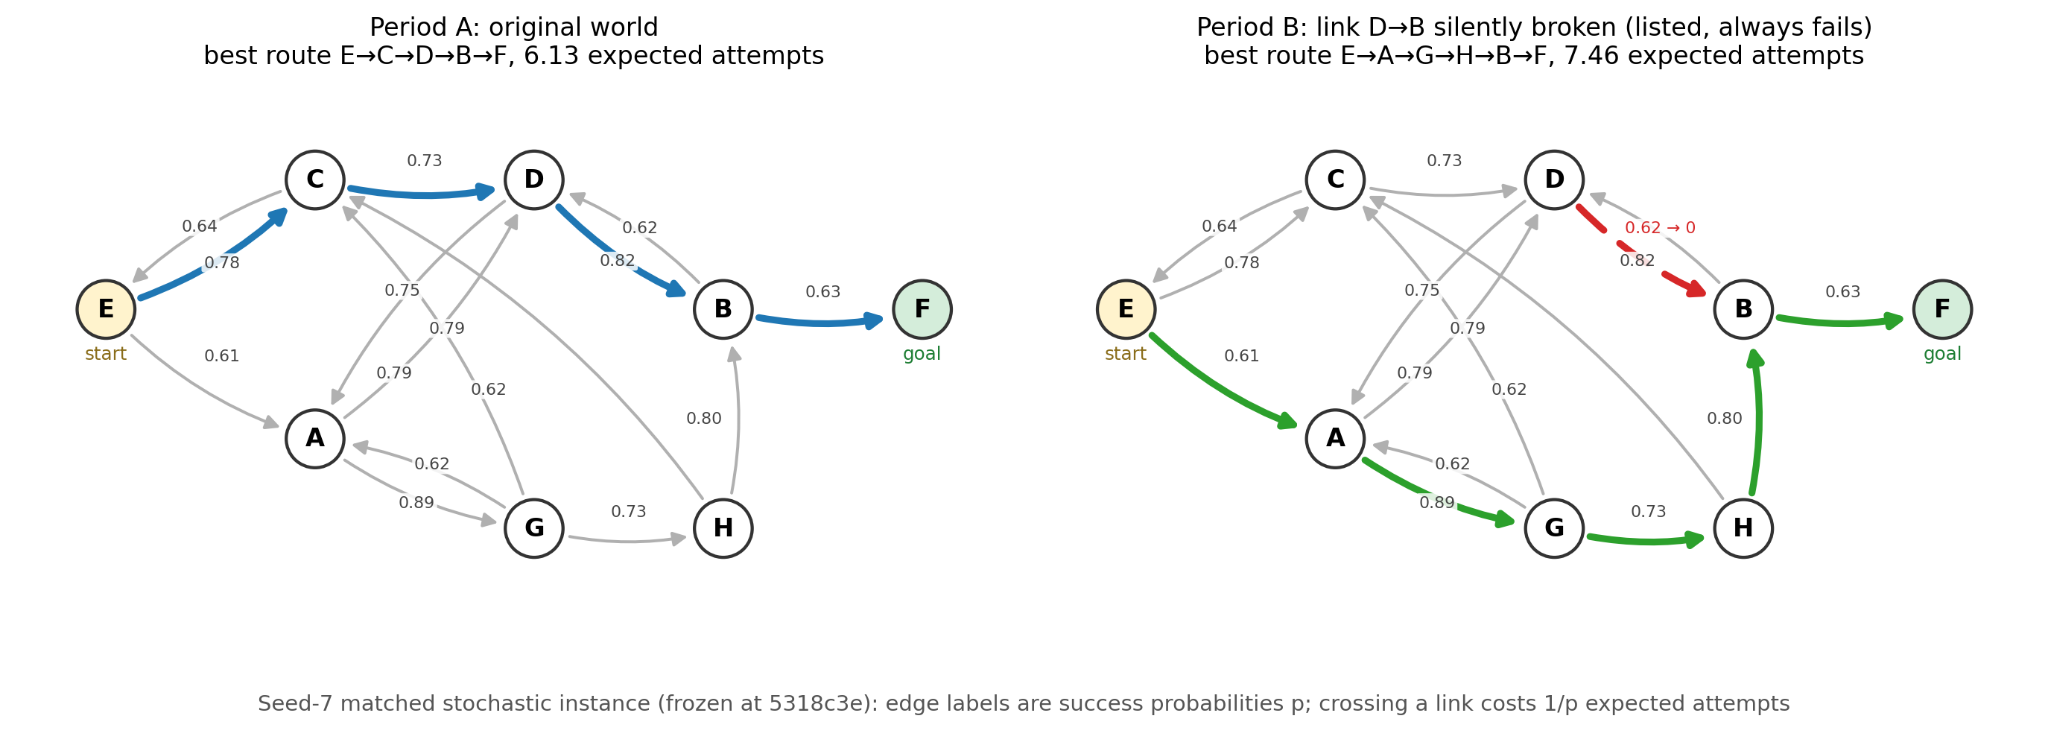 Period A: original world
best route E→C→D→B→F, 6.13 expected attempts
Period B: link D→B silently broken (listed, always fails)
best route E→A→G→H→B→F, 7.46 expected attempts
0.73
C
D
0.64
0.62
0.78
0.82
E
start
0.75
0.63
B
F
goal
0.79
0.61
0.79
0.62
0.80
A
0.62
0.89
0.73
G
H
0.73
C
D
0.64
0.62 → 0
0.78
0.82
E
start
0.75
0.63
B
F
goal
0.79
0.61
0.79
0.62
0.80
A
0.62
0.89
0.73
G
H
Seed-7 matched stochastic instance (frozen at 5318c3e): edge labels are success probabilities p; crossing a link costs 1/p expected attempts